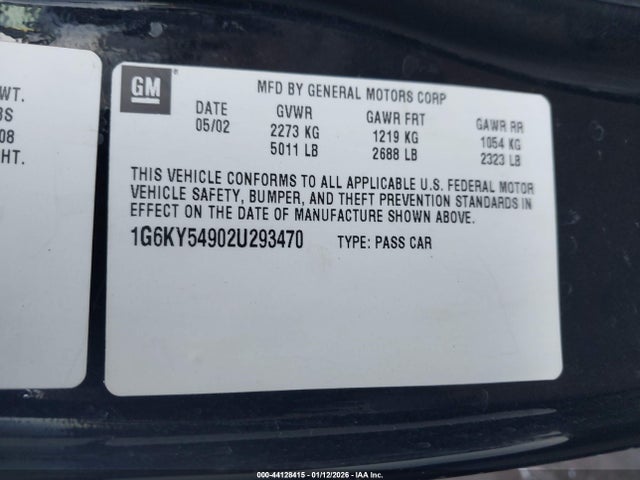 WT.
BS
08
HT.
GM
MFD BY GENERAL MOTORS CORP
DATE GVWR GAWR FRT GAWR RR
05/02 2273 KG 1219 KG 1054 KG
5011 LB 2688 LB 2323 LB
THIS VEHICLE CONFORMS TO ALL APPLICABLE U.S. FEDERAL MOTOR
VEHICLE SAFETY, BUMPER, AND THEFT PREVENTION STANDARDS IN
EFFECT ON THE DATE OF MANUFACTURE SHOWN ABOVE.
1G6KY54902U293470 TYPE: PASS CAR
000-44128415 - 01/12/2026 - © Copyright 2026 - IAA Inc.